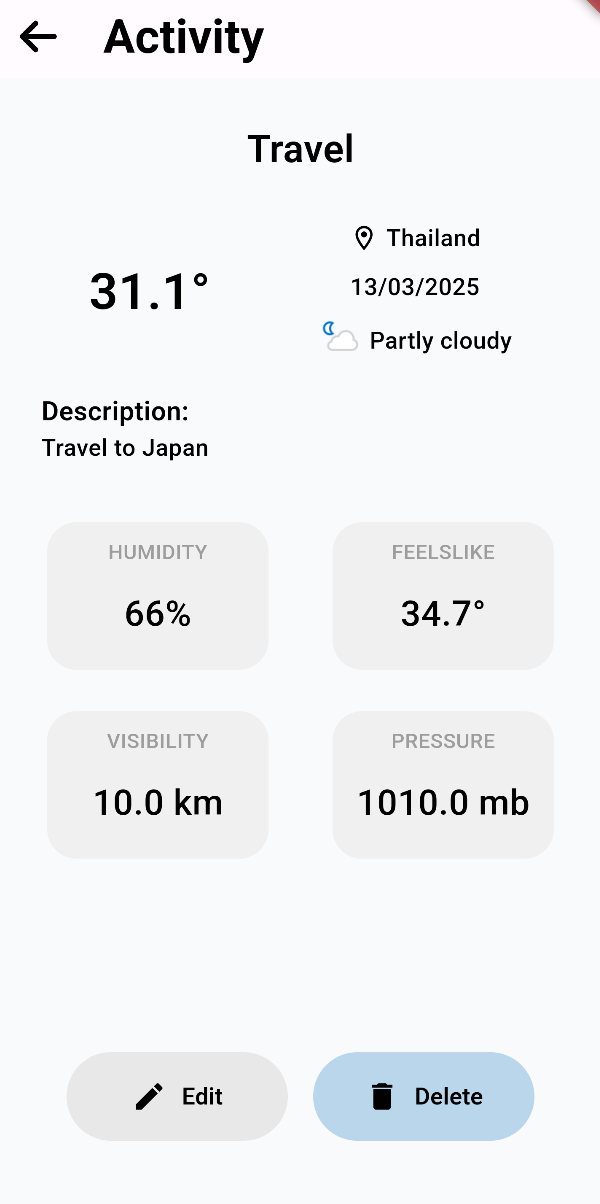 Activity
Travel
31.1°
Thailand
13/03/2025
Partly cloudy
Description:
Travel to Japan
HUMIDITY
66%
FEELSLIKE
34.7°
VISIBILITY
10.0 km
PRESSURE
1010.0 mb
Edit
Delete